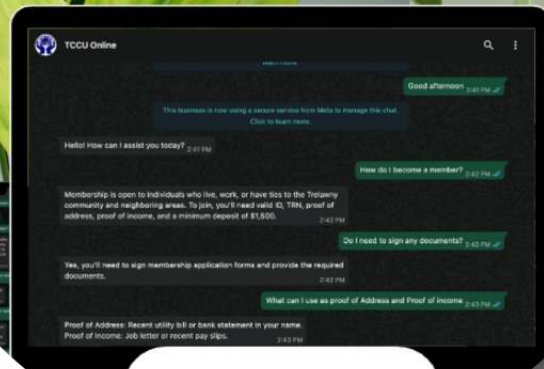 TCCU Online
Good afternoon 2:41 PM
This business is now using a secure service from Meta to manage this chat.
Click to learn more.
Hello! How can I assist you today? 2:41 PM
How do I become a member? 2:42 PM
Membership is open to individuals who live, work, or have ties to the Trelawny
community and neighboring areas. To join, you'll need valid ID, TRN, proof of
address, proof of income, and a minimum deposit of $1,500. 2:42 PM
Do I need to sign any documents? 2:42 PM
Yes, you'll need to sign membership application forms and provide the required
documents. 2:42 PM
What can I use as proof of Address and Proof of income 2:43 PM
Proof of Address: Recent utility bill or bank statement in your name.
Proof of Income: Job letter or recent pay slips. 2:43 PM